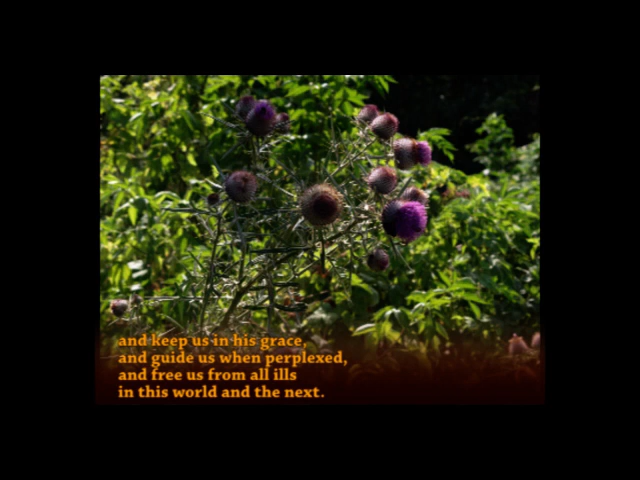 and keep us in his grace,
and guide us when perplexed,
and free us from all ills
in this world and the next.